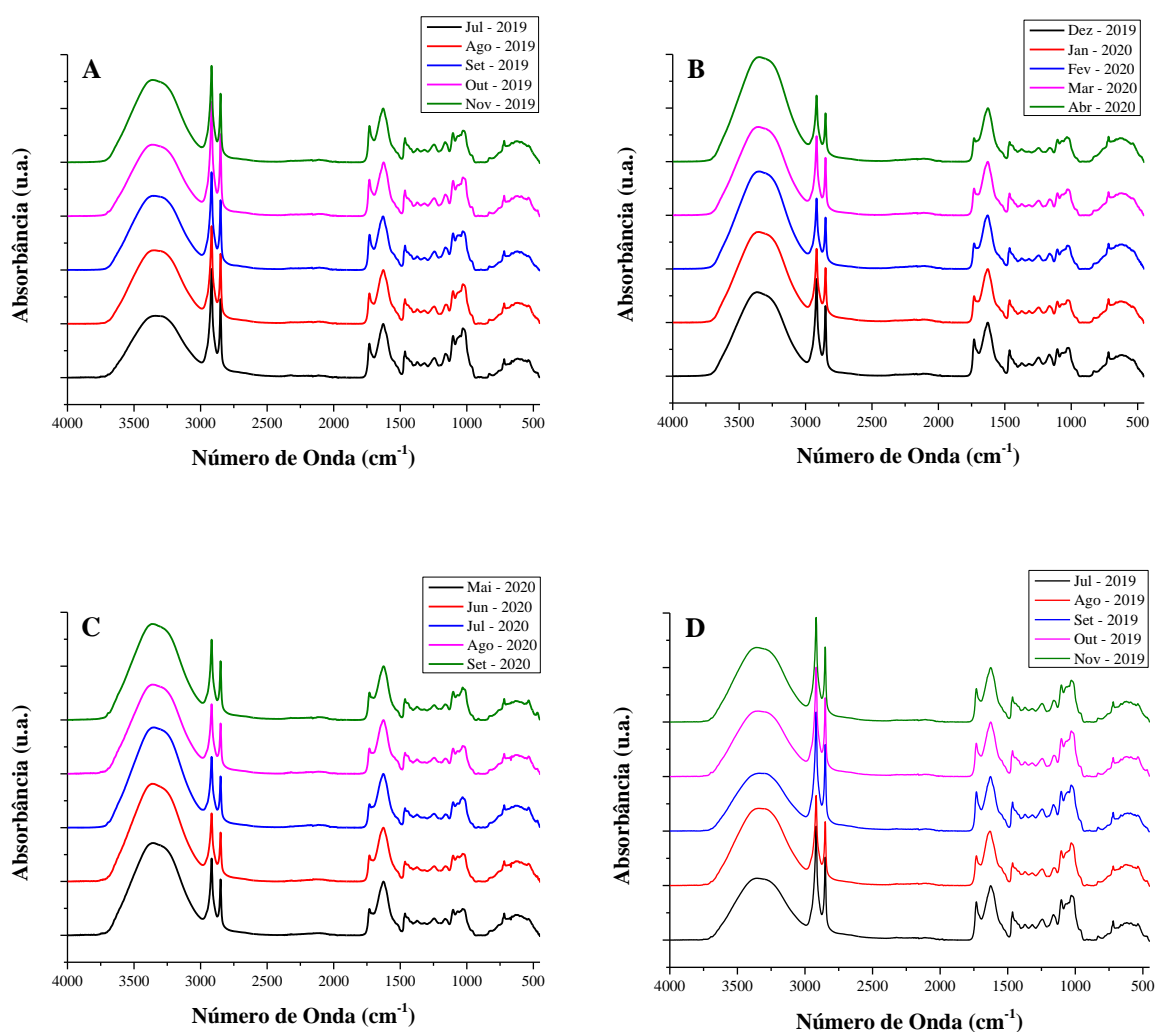 A
Jul - 2019
Ago - 2019
Set - 2019
Out - 2019
Nov - 2019
Absorbância (u.a.)
4000 3500 3000 2500 2000 1500 1000 500
Número de Onda (cm-1)
B
Dez - 2019
Jan - 2020
Fev - 2020
Mar - 2020
Abr - 2020
Absorbância (u.a.)
4000 3500 3000 2500 2000 1500 1000 500
Número de Onda (cm-1)
C
Mai - 2020
Jun - 2020
Jul - 2020
Ago - 2020
Set - 2020
Absorbância (u.a.)
4000 3500 3000 2500 2000 1500 1000 500
Número de Onda (cm-1)
D
Jul - 2019
Ago - 2019
Set - 2019
Out - 2019
Nov - 2019
Absorbância (u.a.)
4000 3500 3000 2500 2000 1500 1000 500
Número de Onda (cm-1)